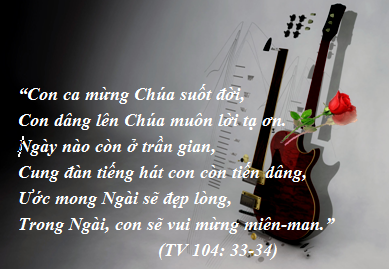 “Con ca mừng Chúa suốt đời,
Con dâng lên Chúa muôn lời tạ ơn.
Ngày nào còn ở trần gian,
Cung đàn tiếng hát con còn tiến dâng,
Ước mong Ngài sẽ đẹp lòng,
Trong Ngài, con sẽ vui mừng miên-man.”
(TV 104: 33-34)